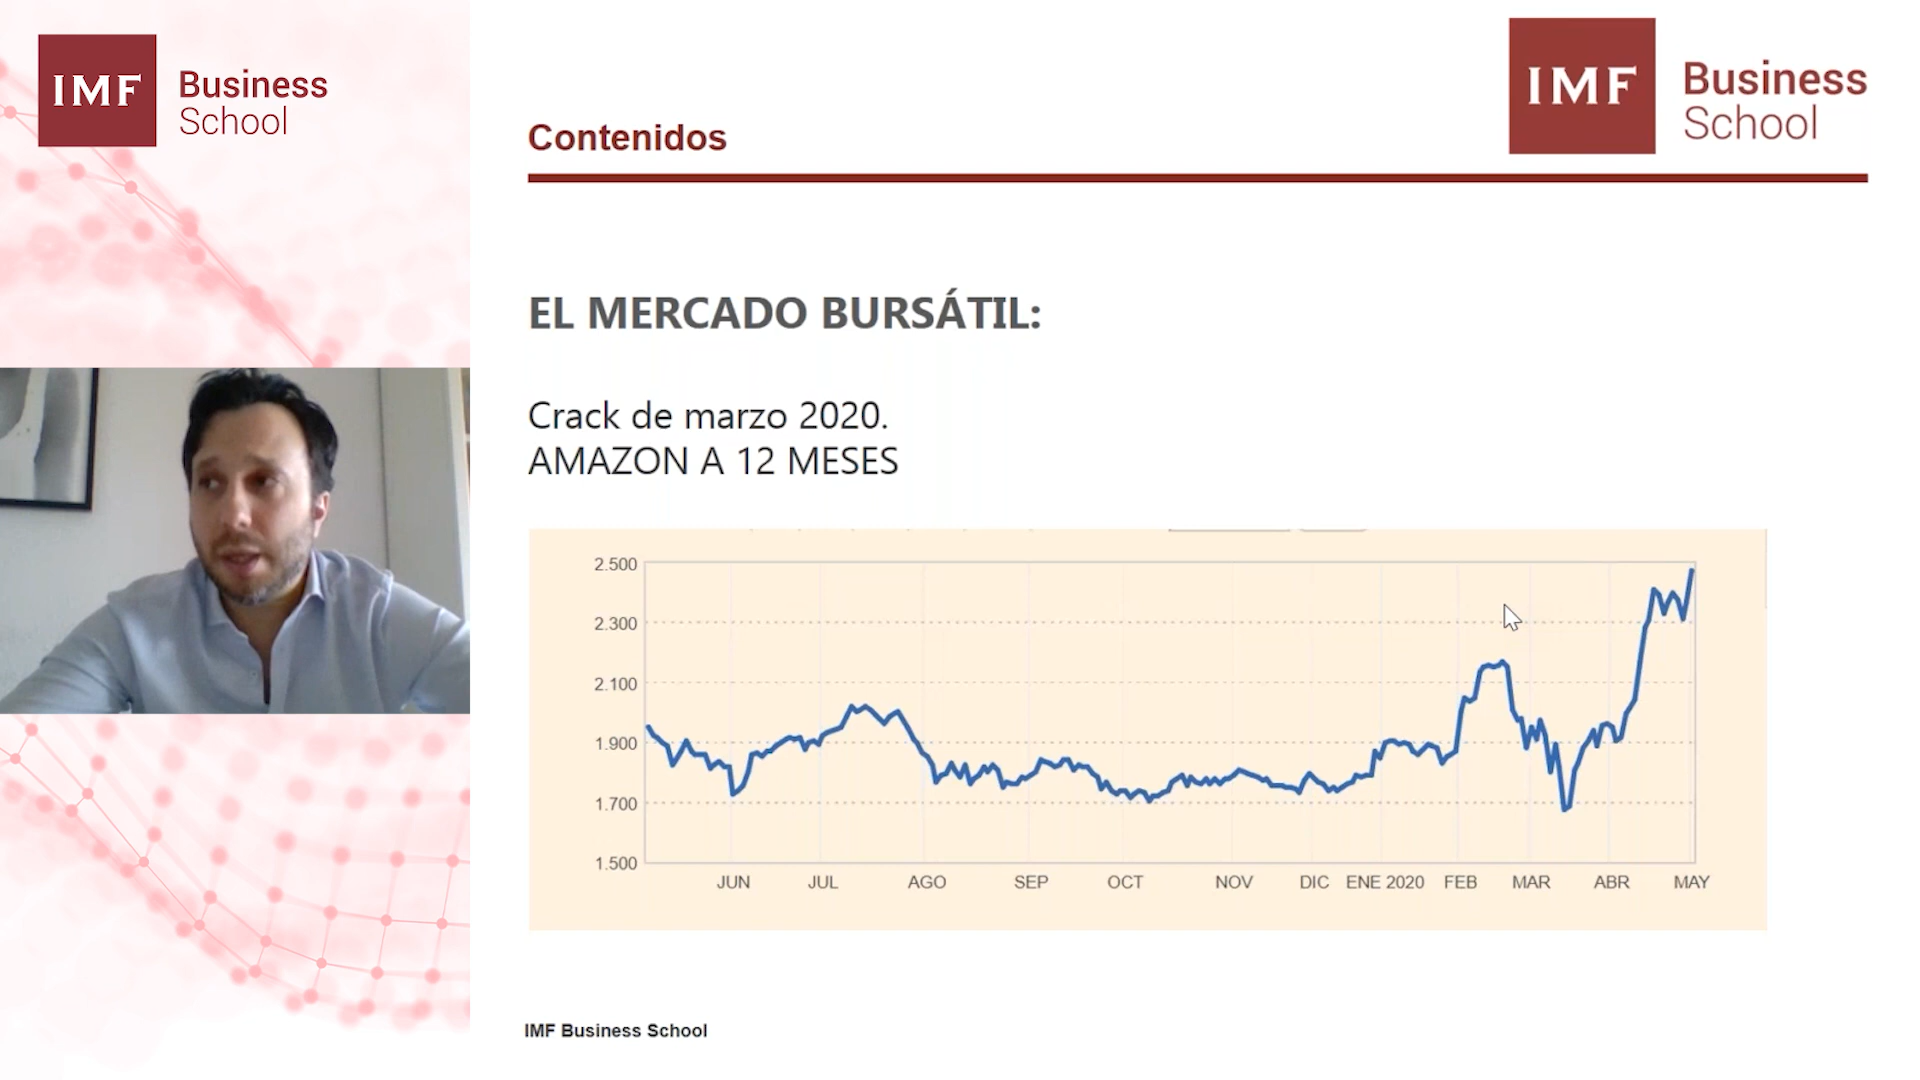 IMF Business
School
IMF Business
School
Contenidos
EL MERCADO BURSÁTIL:
Crack de marzo 2020.
AMAZON A 12 MESES
2.500
2.300
2.100
1.900
1.700
1.500
JUN JUL AGO SEP OCT NOV DIC ENE 2020 FEB MAR ABR MAY
IMF Business School